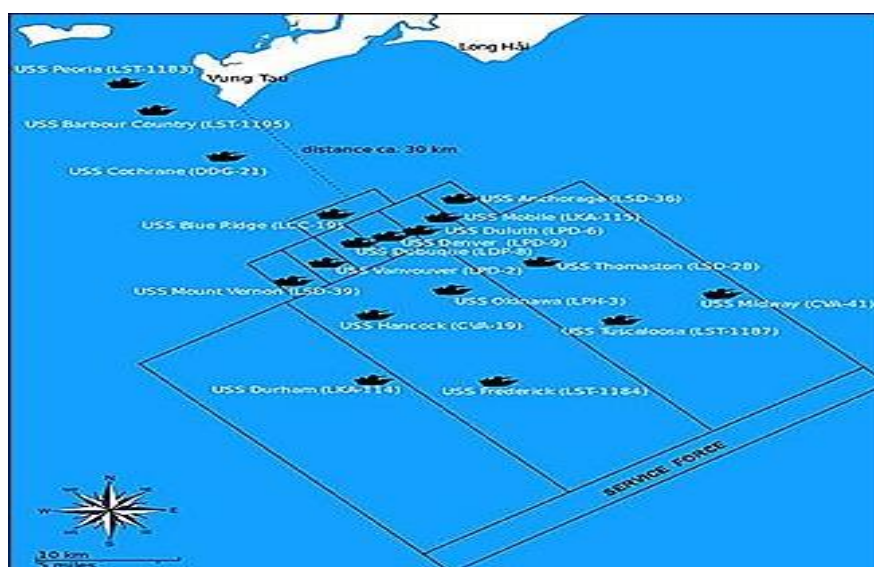 Long Hải
USS Peoria (LST-1183)
Vung Tau
USS Barbour Country (LST-1195)
distance ca. 30 km
USS Cochrane (DDG-21)
USS Anchorage (LSD-36)
USS Mobile (LKA-115)
USS Blue Ridge (LCC-19)
USS Duluth (LPD-6)
USS Denver (LPD-9)
USS Dubuque (LDP-8)
USS Vanvouver (LPD-2)
USS Thomaston (LSD-28)
USS Mount Vernon (LSD-39)
USS Okinawa (LPH-3)
USS Midway (CVA-41)
USS Hancock (CVA-19)
USS Tuscaloosa (LST-1187)
USS Durham (LKA-114)
USS Frederick (LST-1184)
SERVICE FORCE
N
W
E
S
10 km
5 miles